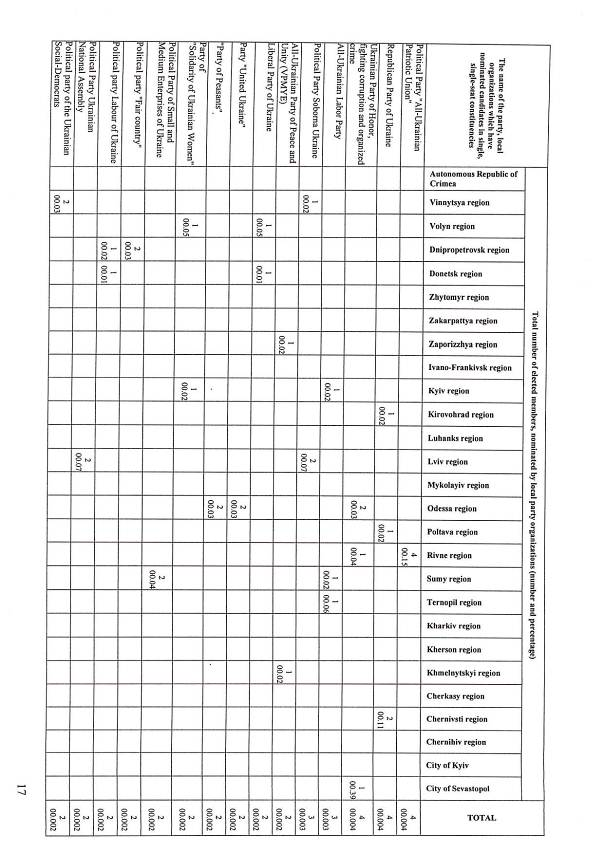 The name of the party, local
organizations which have
nominated candidates in single,
single-seat constituencies
Total number of elected members, nominated by local party organizations (number and percentage)
Autonomous Republic of
Crimea
Vinnytsya region
Volyn region
Dnipropetrovsk region
Donetsk region
Zhytomyr region
Zakarpattya region
Zaporizzhya region
Ivano-Frankivsk region
Kyiv region
Kirovohrad region
Luhanks region
Lviv region
Mykolayiv region
Odessa region
Poltava region
Rivne region
Sumy region
Ternopil region
Kharkiv region
Kherson region
Khmelnytskyi region
Cherkasy region
Chernivsti region
Chernihiv region
City of Kyiv
City of Sevastopol
TOTAL
Political Party "All-Ukrainian
Patriotic Union"
4
00.15
4
00.004
Republican Party of Ukraine
1
00.02
1
00.02
2
00.11
4
00.004
Ukrainian Party of Honor,
fighting corruption and organized
crime
2
00.03
1
00.04
1
00.39
4
00.004
All-Ukrainian Labor Party
1
00.02
1
00.02
1
00.06
3
00.003
Political Party Soborna Ukraine
1
00.02
2
00.07
3
00.003
All-Ukrainian Party of Peace and
Unity (VPMYE)
1
00.02
1
00.02
2
00.002
Liberal Party of Ukraine
1
00.05
1
00.01
2
00.002
Party "United Ukraine"
2
00.03
2
00.002
"Party of Peasants"
2
00.03
2
00.002
Party of
"Solidarity of Ukrainian Women"
1
00.05
1
00.02
2
00.002
Political Party of Small and
Medium Enterprises of Ukraine
2
00.04
2
00.002
Political party "Fair country"
2
00.03
2
00.002
Political party Labour of Ukraine
1
00.02
1
00.01
2
00.002
Political Party Ukrainian
National Assembly
2
00.07
2
00.002
Political party of the Ukrainian
Social-Democrats
2
00.03
2
00.002
17